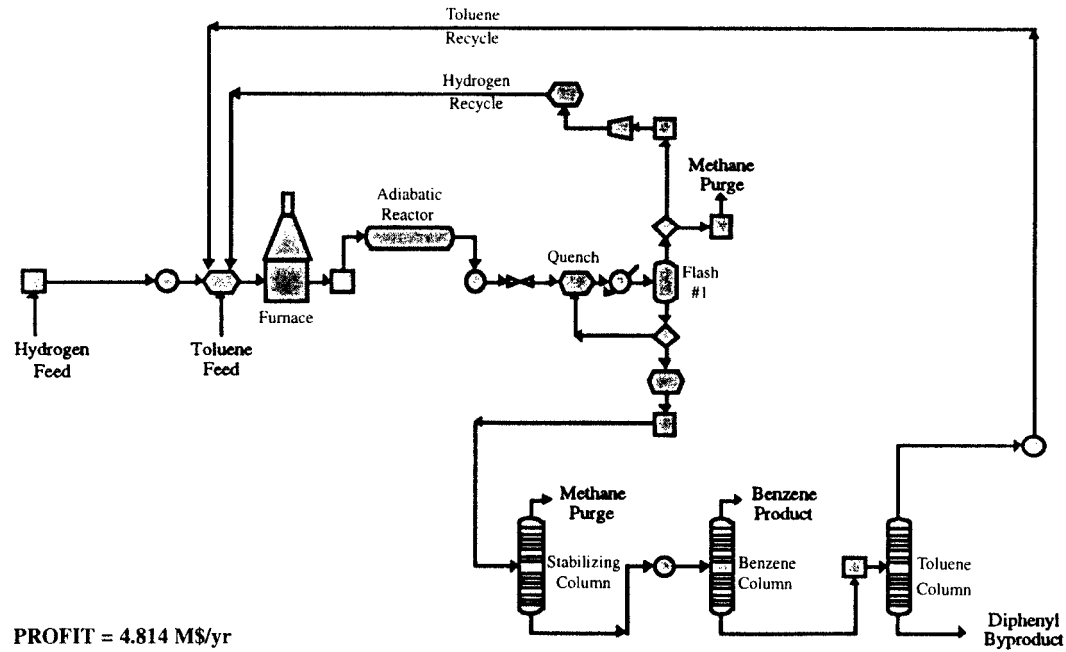 Toluene
Recycle
Hydrogen
Recycle
Methane
Purge
Adiabatic
Reactor
Quench
Flash
#1
Furnace
Hydrogen
Feed
Toluene
Feed
Methane
Purge
Benzene
Product
Stabilizing
Column
Benzene
Column
Toluene
Column
Diphenyl
Byproduct
PROFIT = 4.814 M$/yr